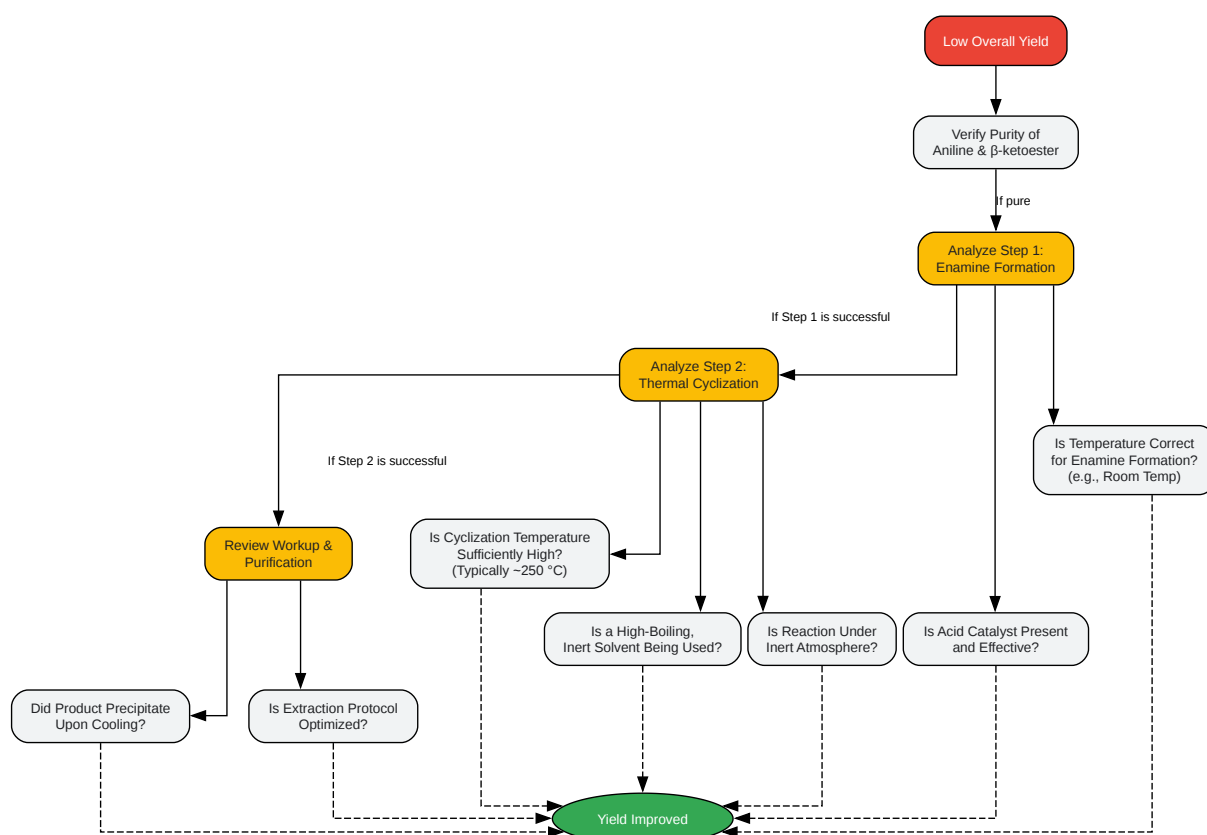 Low Overall Yield
Verify Purity of
Aniline & β-ketoester
If pure
Analyze Step 1:
Enamine Formation
If Step 1 is successful
Analyze Step 2:
Thermal Cyclization
Is Temperature Correct
for Enamine Formation?
(e.g., Room Temp)
If Step 2 is successful
Review Workup &
Purification
Is Cyclization Temperature
Sufficiently High?
(Typically ~250 °C)
Is a High-Boiling,
Inert Solvent Being Used?
Is Reaction Under
Inert Atmosphere?
Is Acid Catalyst Present
and Effective?
Did Product Precipitate
Upon Cooling?
Is Extraction Protocol
Optimized?
Yield Improved